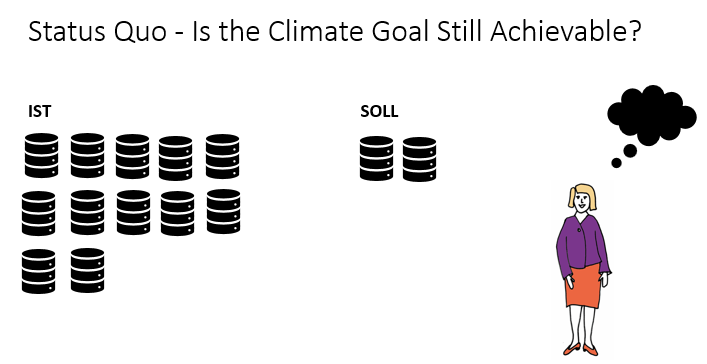 Status Quo - Is the Climate Goal Still Achievable?
IST
SOLL